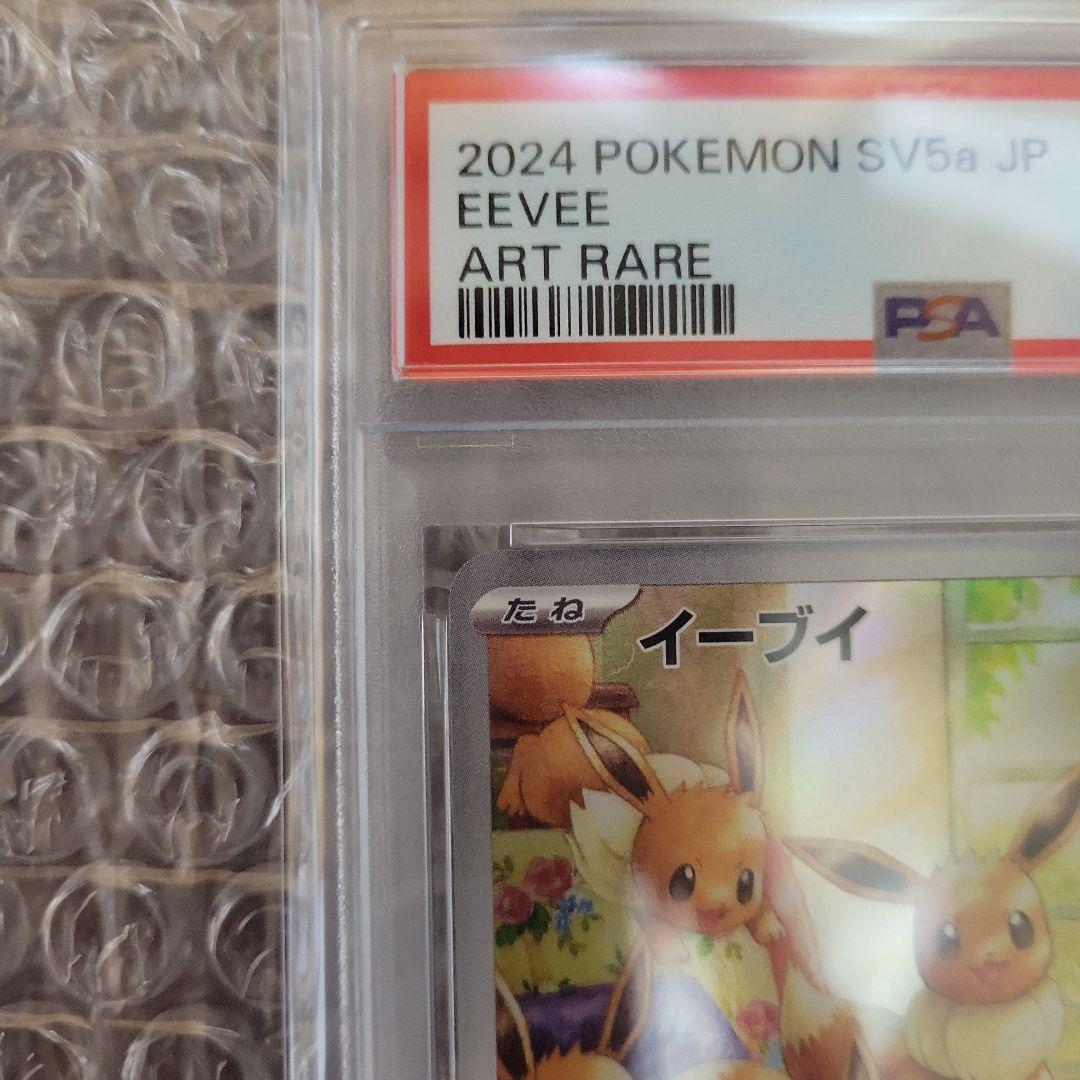 2024 POKEMON SV5a JP
EEVEE
ART RARE
PSA
たね
イーブイ